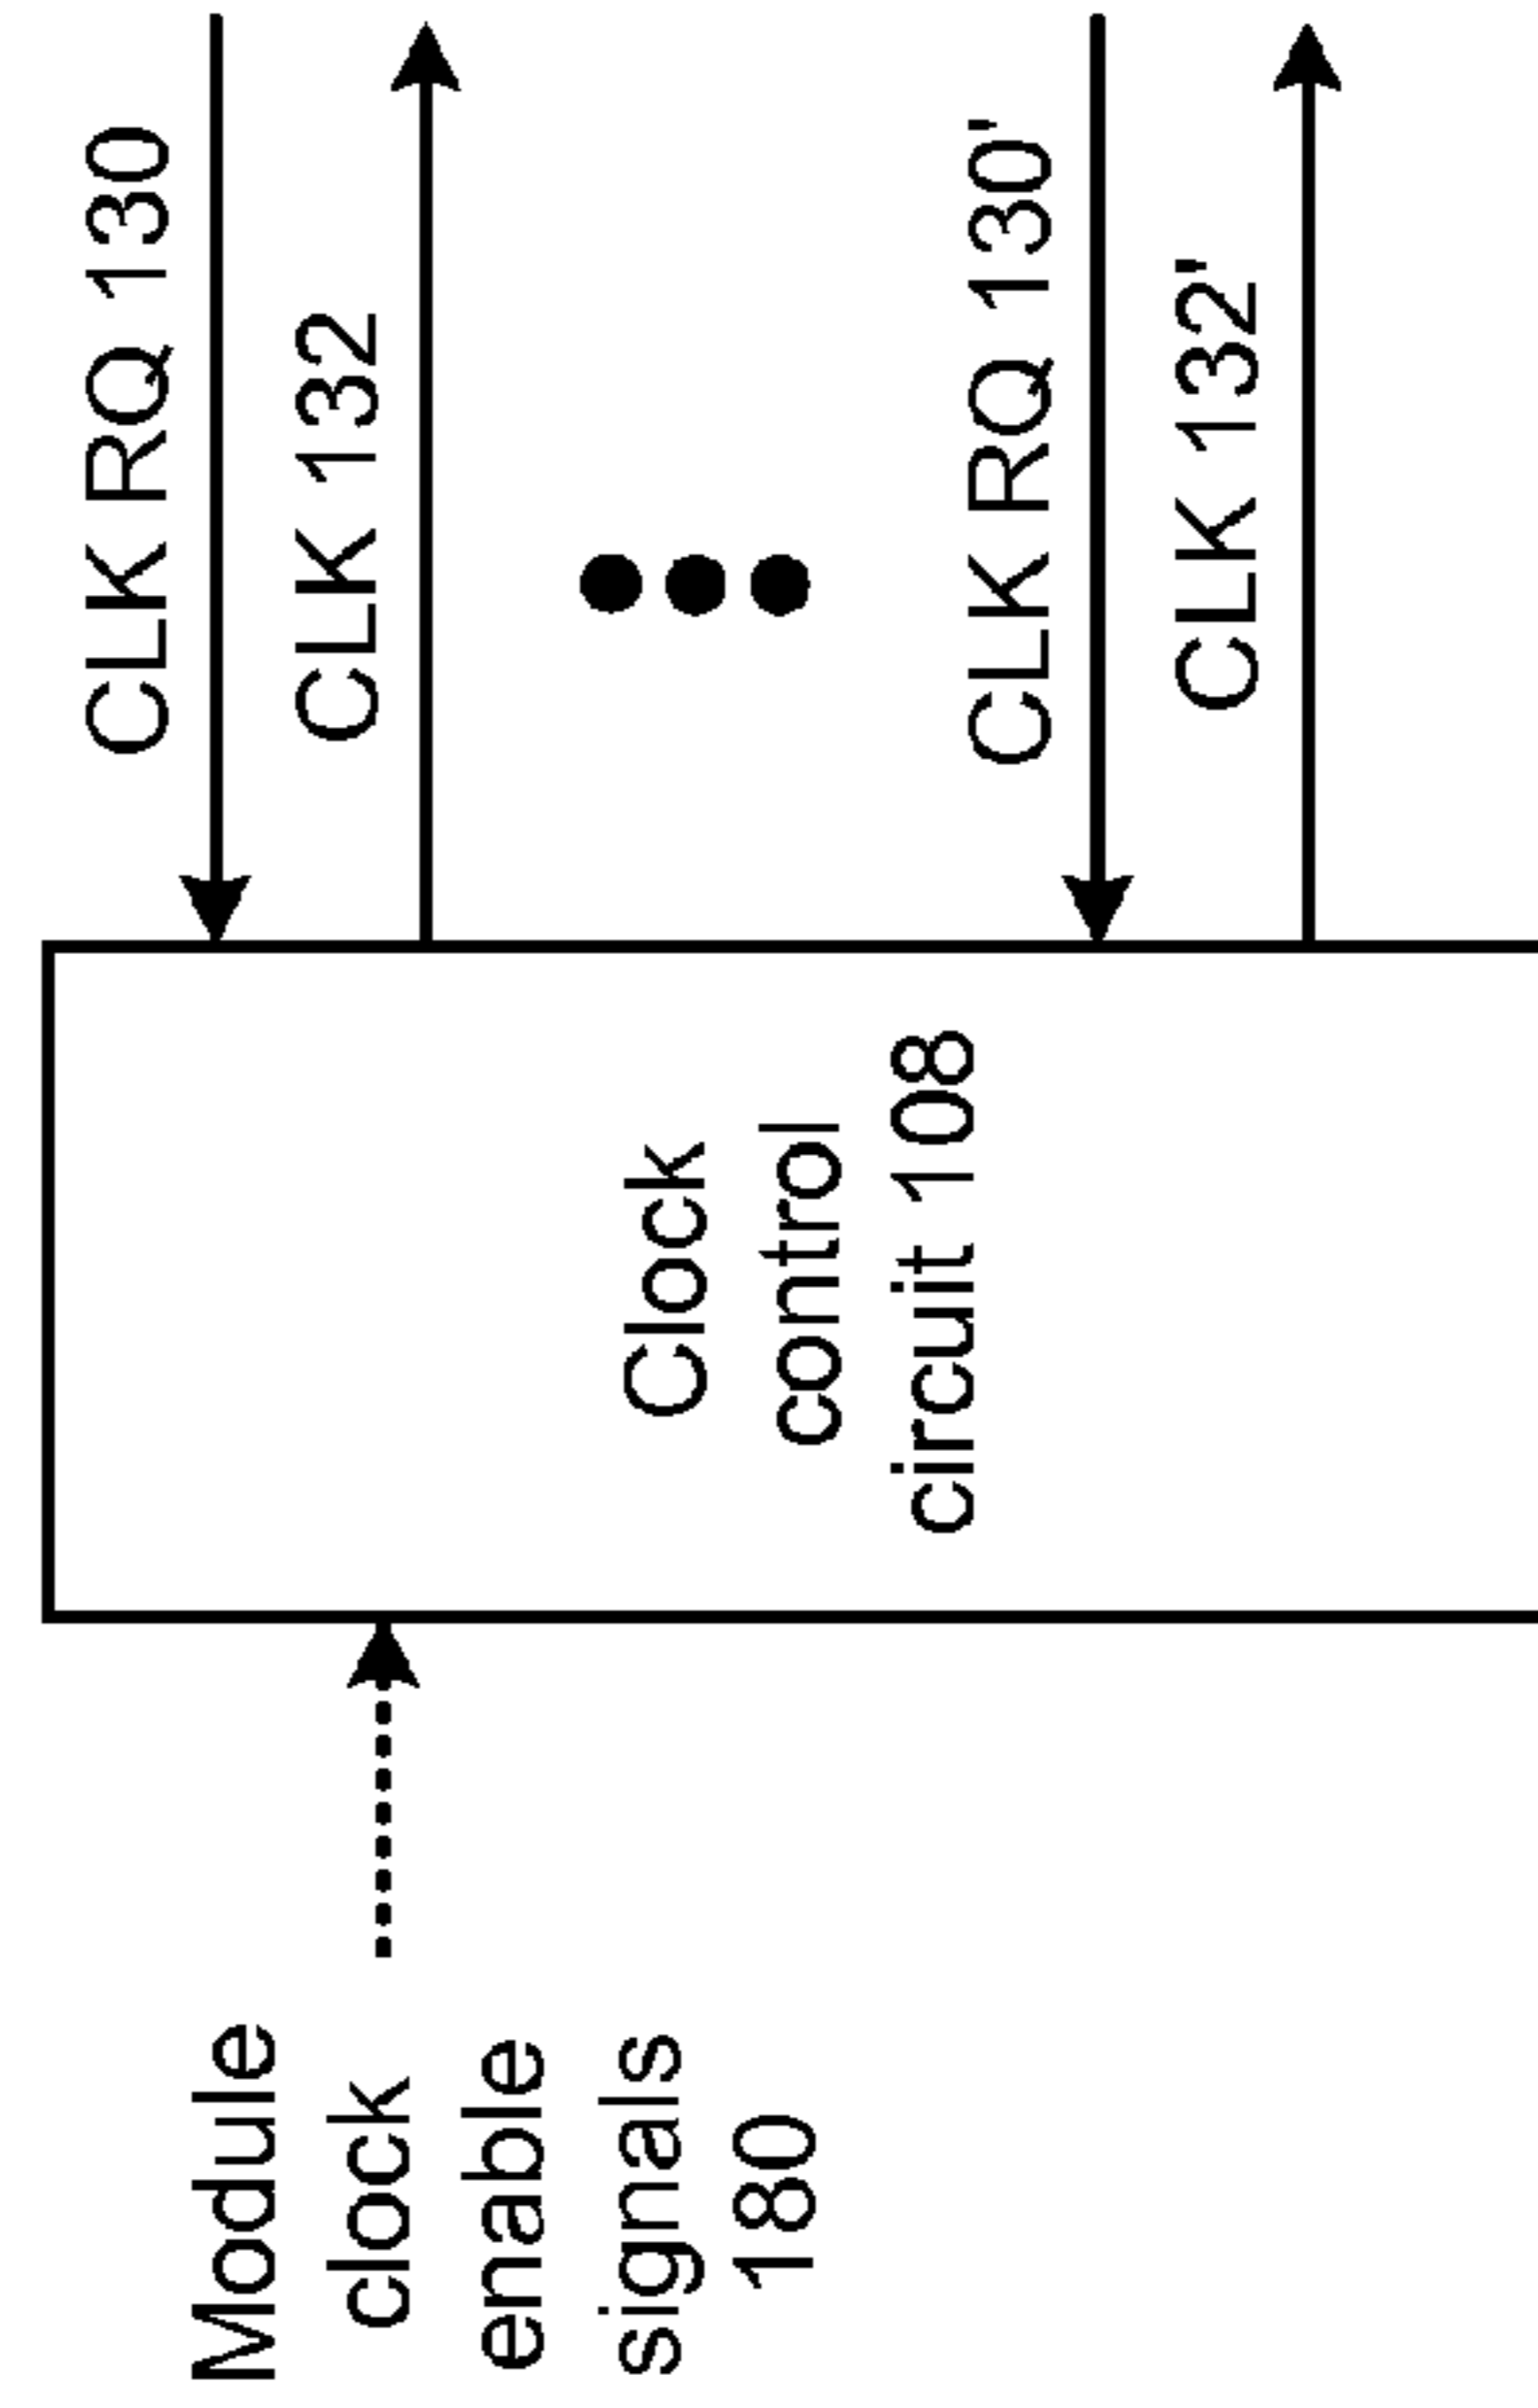 Module
clock
enable
signals
180
Clock
control
circuit 108
CLK RQ 130
CLK 132
CLK RQ 130'
CLK 132'